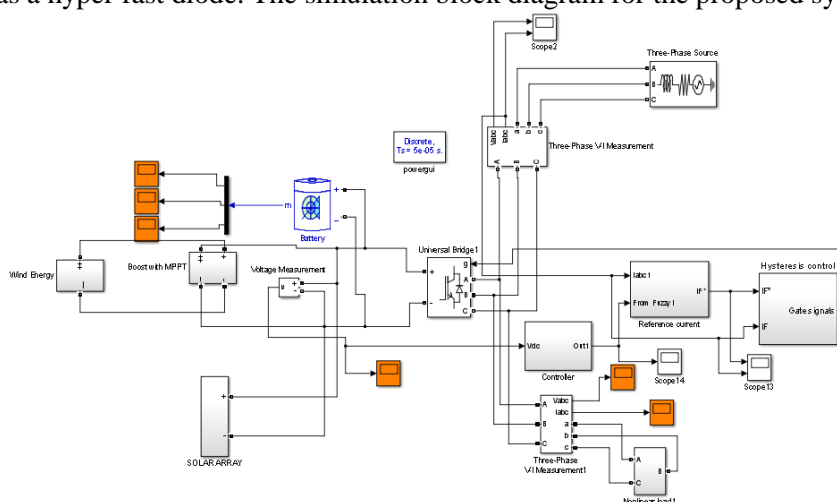 as a hyper fast diode. The simulation block diagram for the proposed sy
Scope2
Three-Phase Source
A
B
C
Vabc
Iabc
a
b
c
A
B
C
Three-Phase V-I Measurement
Discrete,
Ts = 5e-05 s.
powergui
m
+
-
Battery
Wind Energy
Boost with MPPT
Voltage Measurement
v
+
-
Universal Bridge1
g
+
-
A
B
C
Iabc1
From Fuzzy I
IF*
Reference current
Hysteresis control
IF*
IF
Gate signals
Vdc
Out1
Controller
Scope14
Scope13
+
-
SOLAR ARRAY
A
B
C
Vabc
Iabc
a
b
c
Three-Phase
V-I Measurement1
A
B
C
Nonlinear load1